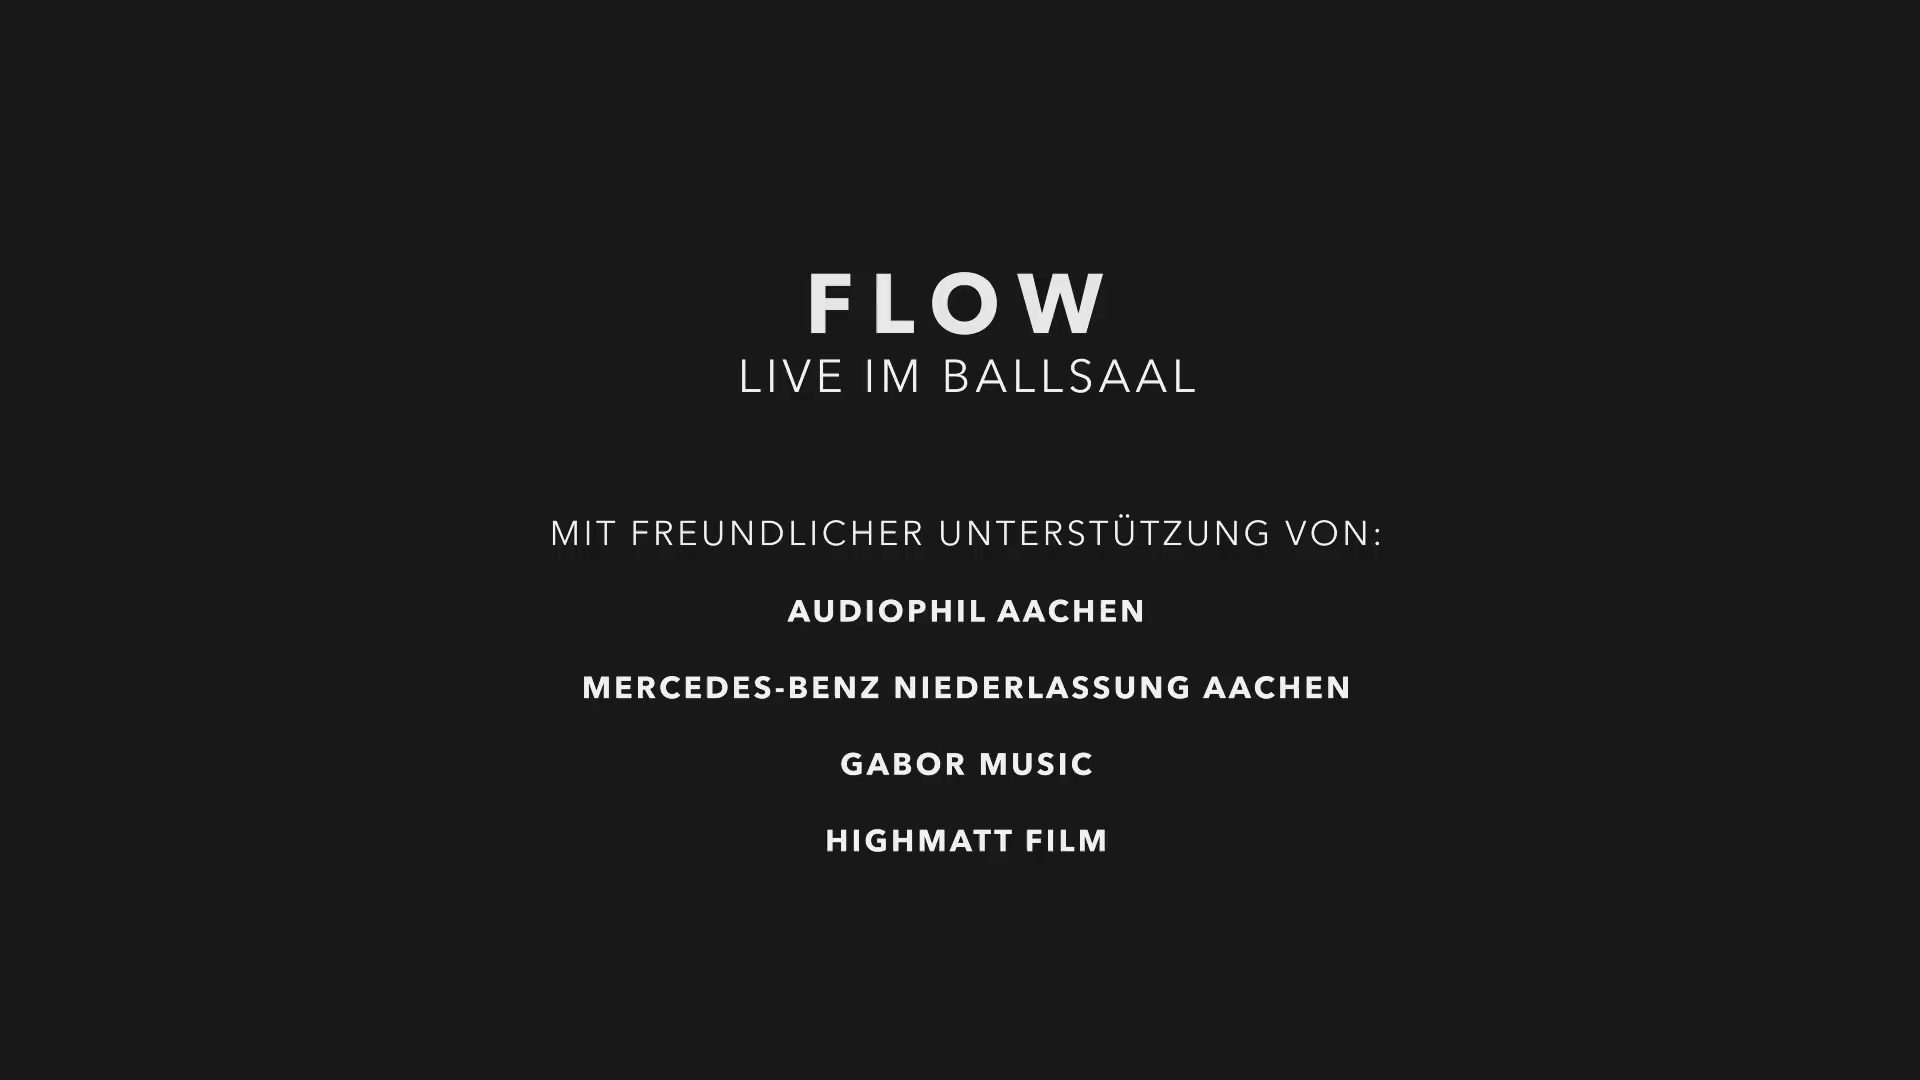 FLOW
LIVE IM BALLSAAL
MIT FREUNDLICHER UNTERSTÜTZUNG VON:
AUDIOPHIL AACHEN
MERCEDES-BENZ NIEDERLASSUNG AACHEN
GABOR MUSIC
HIGHMATT FILM